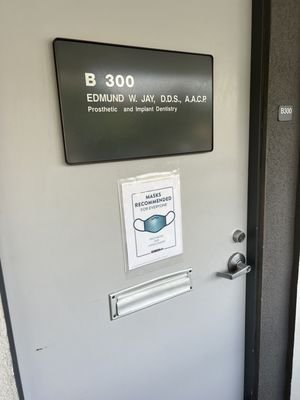 B 300
EDMUND W. JAY, D.D.S., A.A.C.P.
Prosthetic and Implant Dentistry
B300
MASKS
RECOMMENDED
FOR EVERYONE